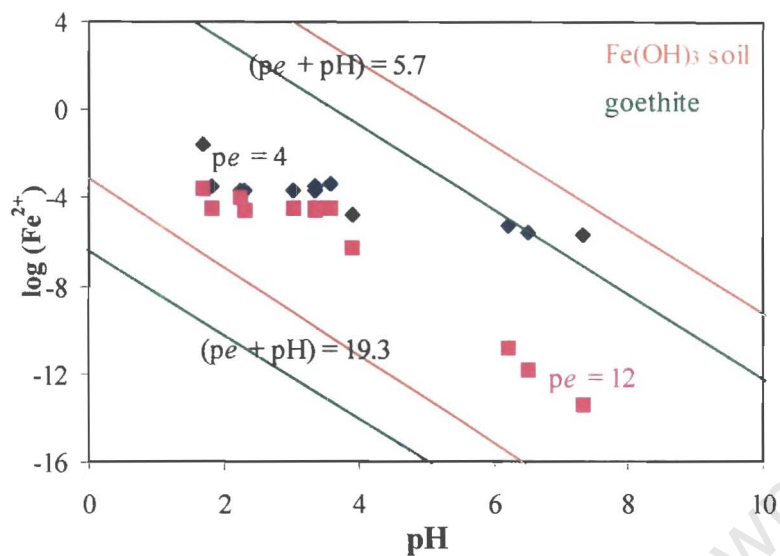 4
0
-4
-8
-12
-16
log (Fe2+)
0 2 4 6 8 10
pH
(pe + pH) = 5.7
Fe(OH)3 soil
goethite
pe = 4
(pe + pH) = 19.3
pe = 12